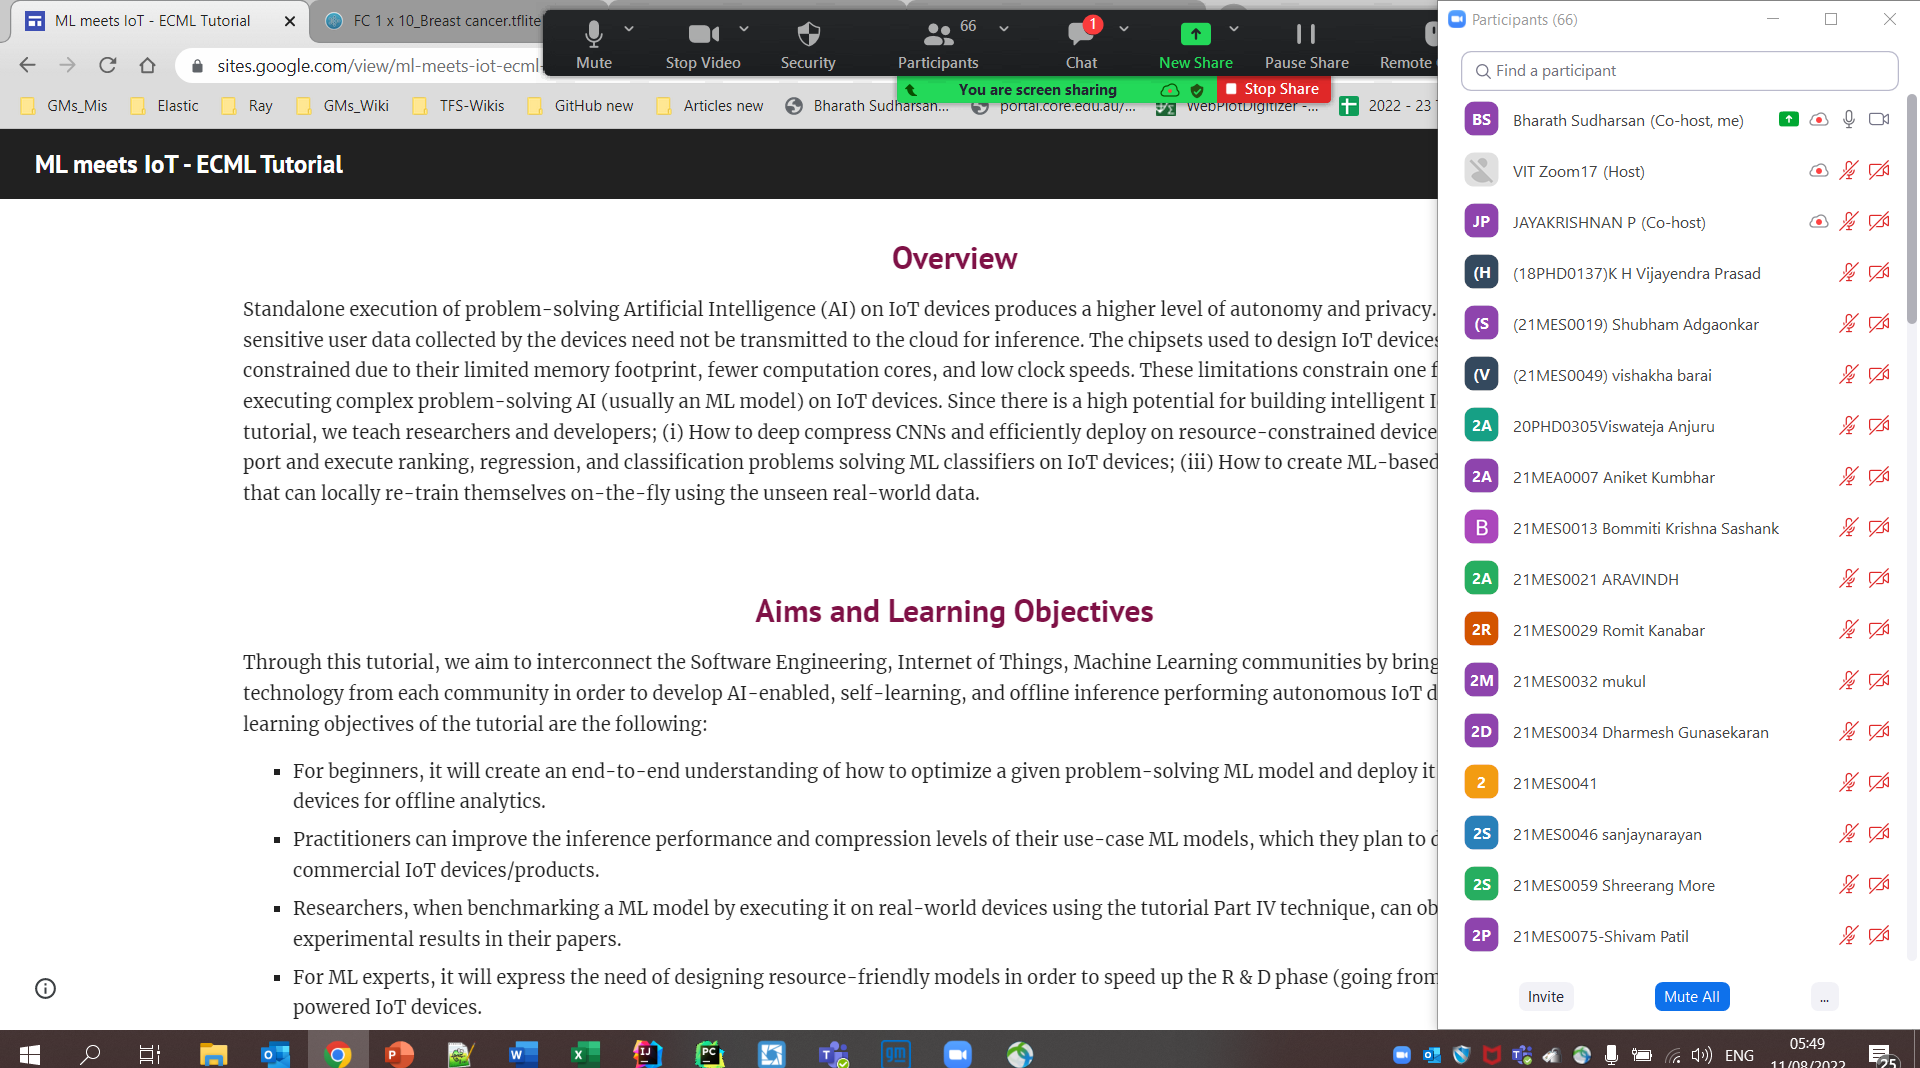 ML meets IoT - ECML Tutorial
FC 1 x 10_Breast cancer.tflite
sites.google.com/view/ml-meets-iot-ecml-
Mute
Stop Video
Security
Participants
66
Chat
1
New Share
Pause Share
Remote
You are screen sharing
Stop Share
GMs_Mis
Elastic
Ray
GMs_Wiki
TFS-Wikis
GitHub new
Articles new
Bharath Sudharsan...
portal.core.edu.au/...
WebPlotDigitizer -...
2022 - 23
ML meets IoT - ECML Tutorial
Overview
Standalone execution of problem-solving Artificial Intelligence (AI) on IoT devices produces a higher level of autonomy and privacy.
sensitive user data collected by the devices need not be transmitted to the cloud for inference. The chipsets used to design IoT devices
constrained due to their limited memory footprint, fewer computation cores, and low clock speeds. These limitations constrain one f
executing complex problem-solving AI (usually an ML model) on IoT devices. Since there is a high potential for building intelligent I
tutorial, we teach researchers and developers; (i) How to deep compress CNNs and efficiently deploy on resource-constrained device
port and execute ranking, regression, and classification problems solving ML classifiers on IoT devices; (iii) How to create ML-based
that can locally re-train themselves on-the-fly using the unseen real-world data.
Aims and Learning Objectives
Through this tutorial, we aim to interconnect the Software Engineering, Internet of Things, Machine Learning communities by bring
technology from each community in order to develop AI-enabled, self-learning, and offline inference performing autonomous IoT d
learning objectives of the tutorial are the following:
For beginners, it will create an end-to-end understanding of how to optimize a given problem-solving ML model and deploy it
devices for offline analytics.
Practitioners can improve the inference performance and compression levels of their use-case ML models, which they plan to d
commercial IoT devices/products.
Researchers, when benchmarking a ML model by executing it on real-world devices using the tutorial Part IV technique, can ob
experimental results in their papers.
For ML experts, it will express the need of designing resource-friendly models in order to speed up the R & D phase (going from
powered IoT devices.
Participants (66)
Find a participant
BS Bharath Sudharsan (Co-host, me)
VIT Zoom17 (Host)
JP JAYAKRISHNAN P (Co-host)
(H (18PHD0137)K H Vijayendra Prasad
(S (21MES0019) Shubham Adgaonkar
(V (21MES0049) vishakha barai
2A 20PHD0305Viswateja Anjuru
2A 21MEA0007 Aniket Kumbhar
B 21MES0013 Bommiti Krishna Sashank
2A 21MES0021 ARAVINDH
2R 21MES0029 Romit Kanabar
2M 21MES0032 mukul
2D 21MES0034 Dharmesh Gunasekaran
2 21MES0041
2S 21MES0046 sanjaynarayan
2S 21MES0059 Shreerang More
2P 21MES0075-Shivam Patil
Invite
Mute All
...
ENG
05:49
11/08/2022
25